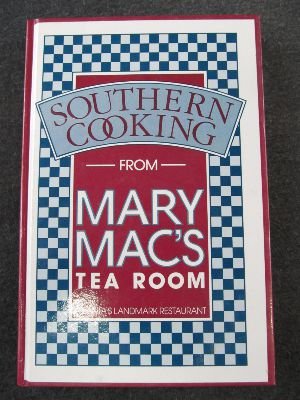 SOUTHERN
COOKING
FROM
MARY
MAC'S
TEA ROOM
LANDMARK RESTAURANT